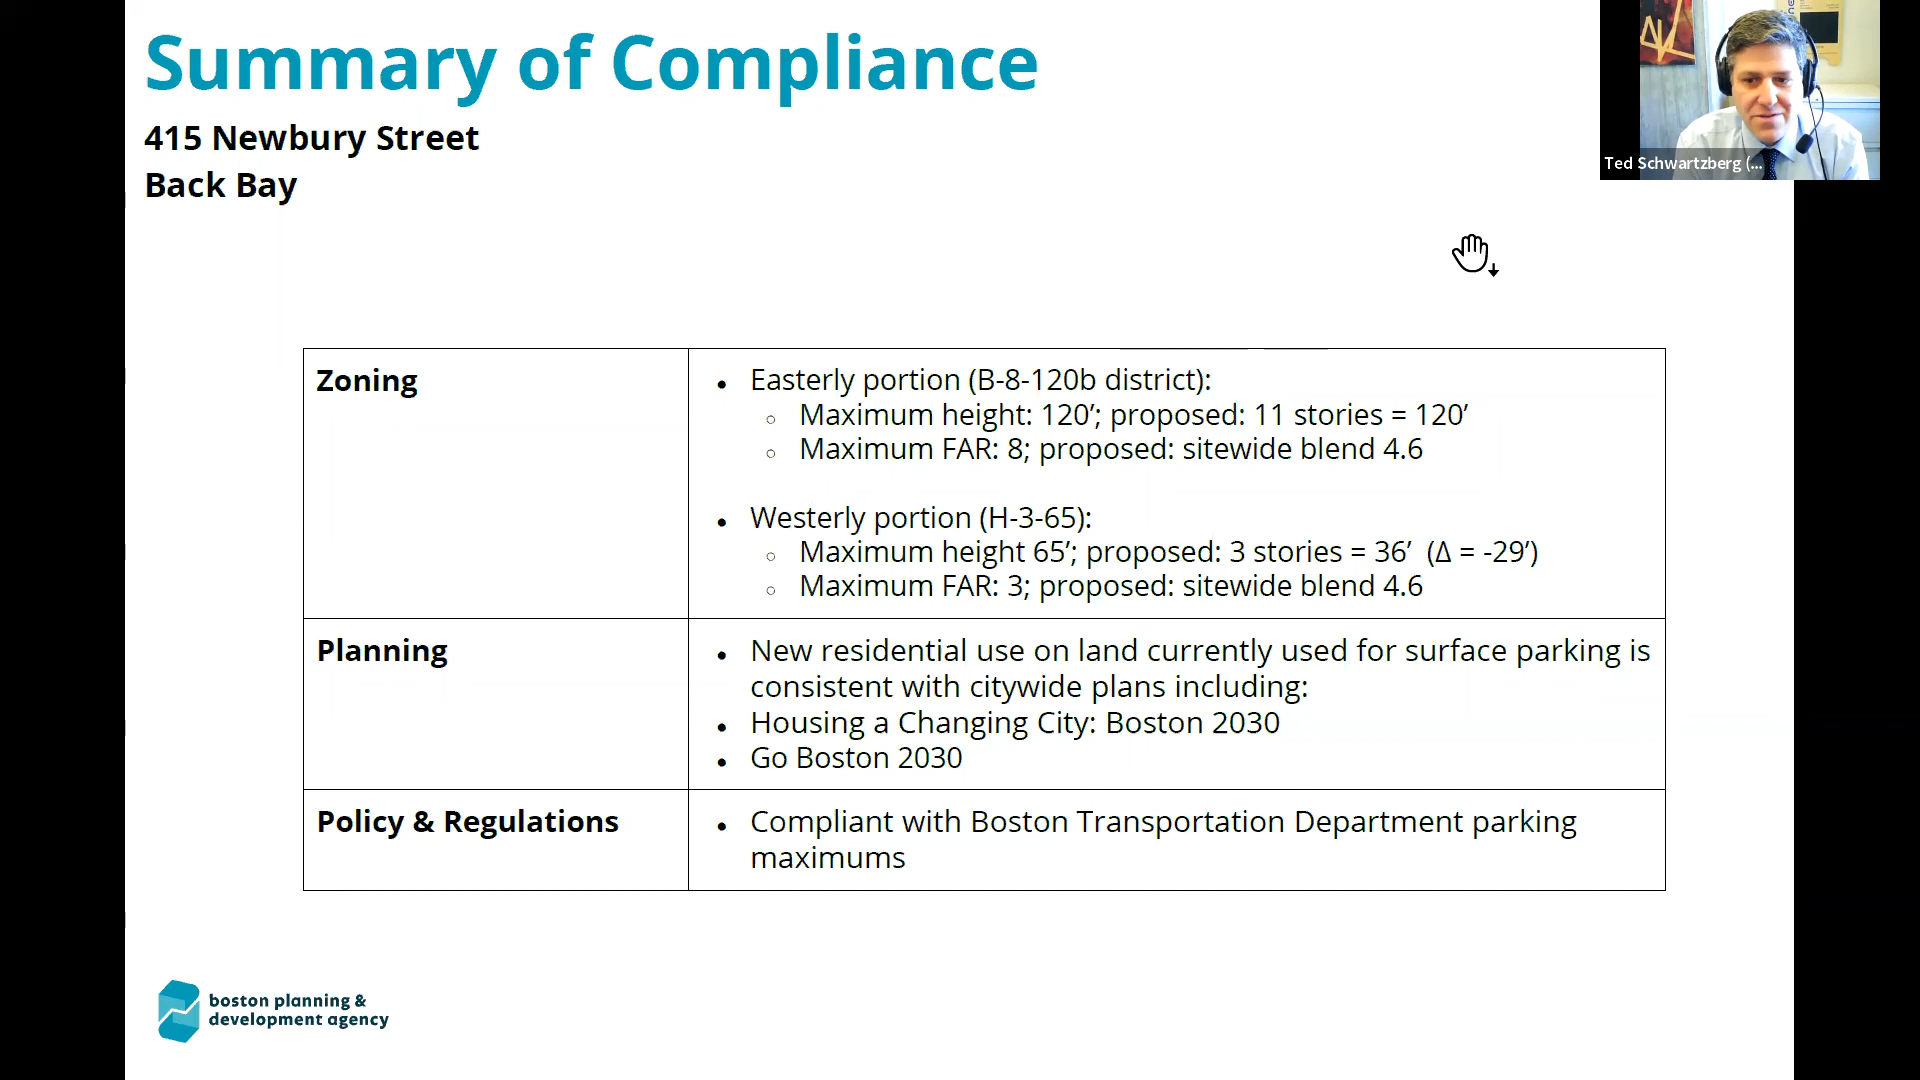 Summary of Compliance
415 Newbury Street
Back Bay
Ted Schwartzberg (...
Zoning
• Easterly portion (B-8-120b district):
○ Maximum height: 120’; proposed: 11 stories = 120’
○ Maximum FAR: 8; proposed: sitewide blend 4.6
• Westerly portion (H-3-65):
○ Maximum height 65’; proposed: 3 stories = 36’ (Δ = -29’)
○ Maximum FAR: 3; proposed: sitewide blend 4.6
Planning
• New residential use on land currently used for surface parking is
consistent with citywide plans including:
• Housing a Changing City: Boston 2030
• Go Boston 2030
Policy & Regulations
• Compliant with Boston Transportation Department parking
maximums
boston planning &
development agency